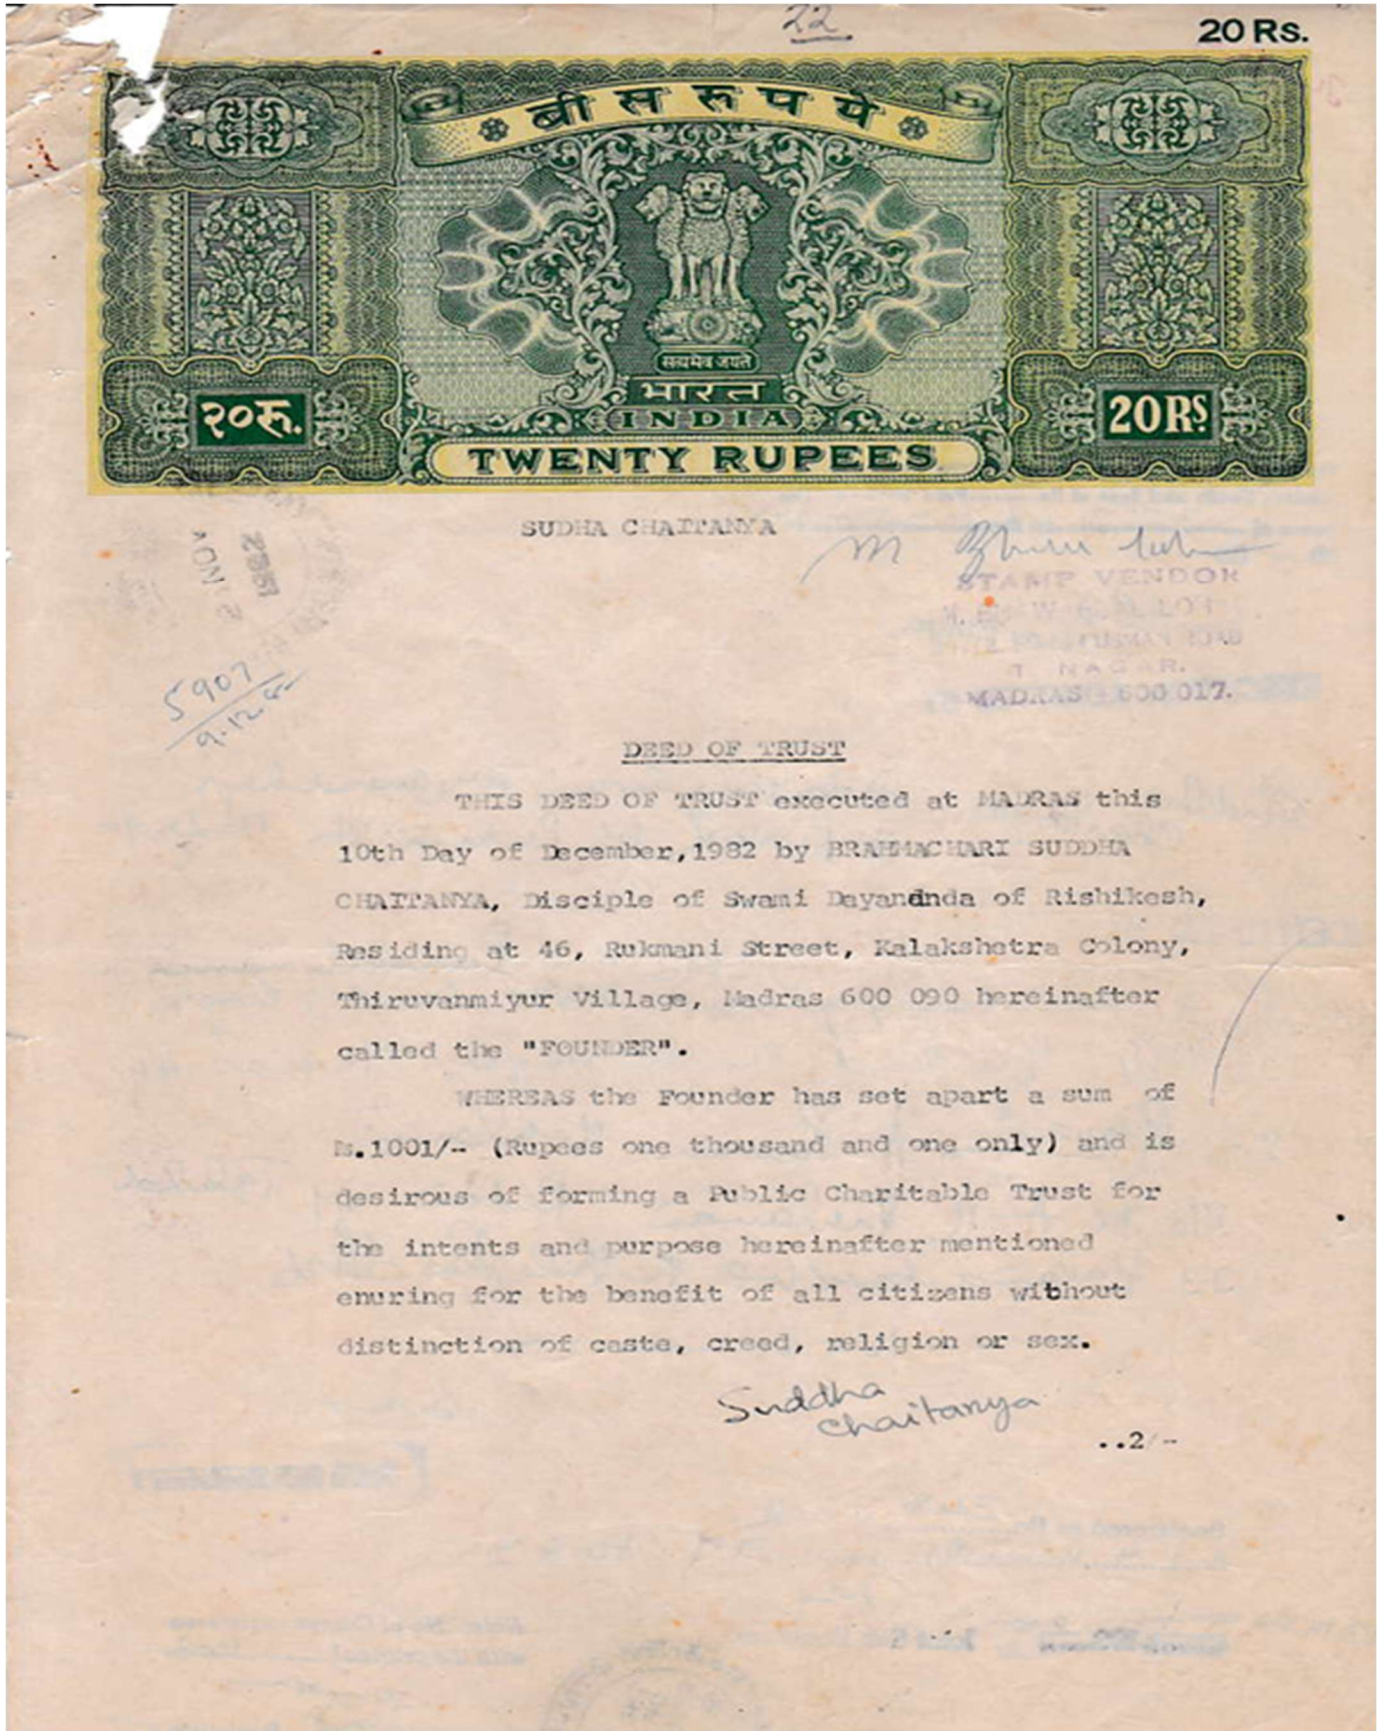 22
20 Rs.
बीस रुपये
सत्यमेव जयते
भारत
INDIA
२०रू.
20RS
TWENTY RUPEES
SUDHA CHAITANYA
STAMP VENDOR
T. NAGAR.
MADRAS - 600 017.
1982
NOV
5907
9.12.
DEED OF TRUST
THIS DEED OF TRUST executed at MADRAS this
10th Day of December,1982 by BRAHMACHARI SUDDHA
CHAITANYA, Disciple of Swami Dayandnda of Rishikesh,
Residing at 46, Rukmani Street, Kalakshetra Colony,
Thiruvanmiyur Village, Madras 600 090 hereinafter
called the "FOUNDER".
WHEREAS the Founder has set apart a sum of
Rs.1001/-- (Rupees one thousand and one only) and is
desirous of forming a Public Charitable Trust for
the intents and purpose hereinafter mentioned
enuring for the benefit of all citizens without
distinction of caste, creed, religion or sex.
Suddha
Chaitanya
..2/--